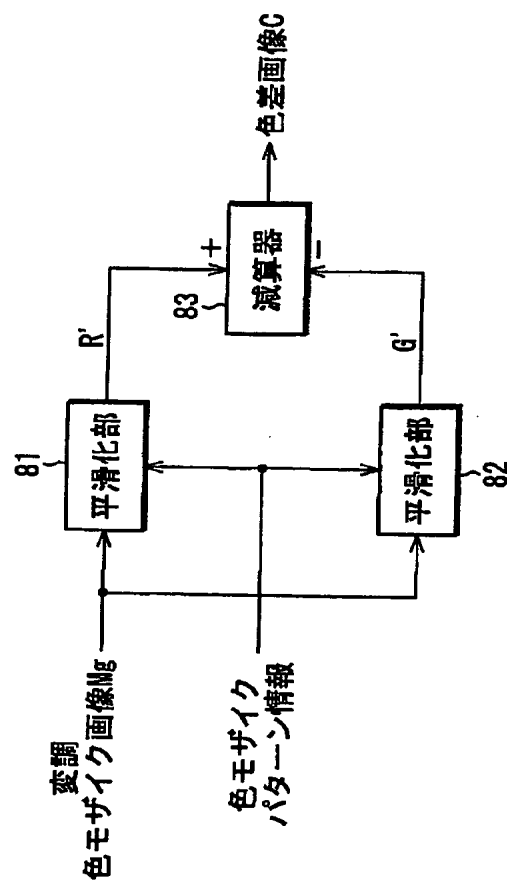 変調
色モザイク画像Mg
色モザイク
パターン情報
81
平滑化部
平滑化部
82
R'
G'
83
減算器
+
−
色差画像C